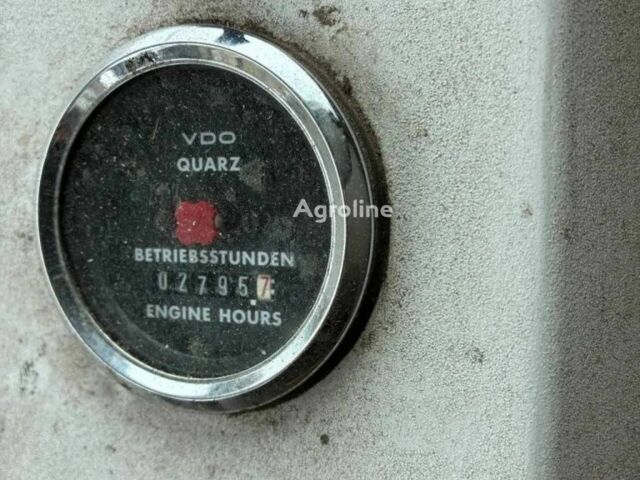 VDO
QUARZ
Agroline
BETRIEBSSTUNDEN
027957
ENGINE HOURS